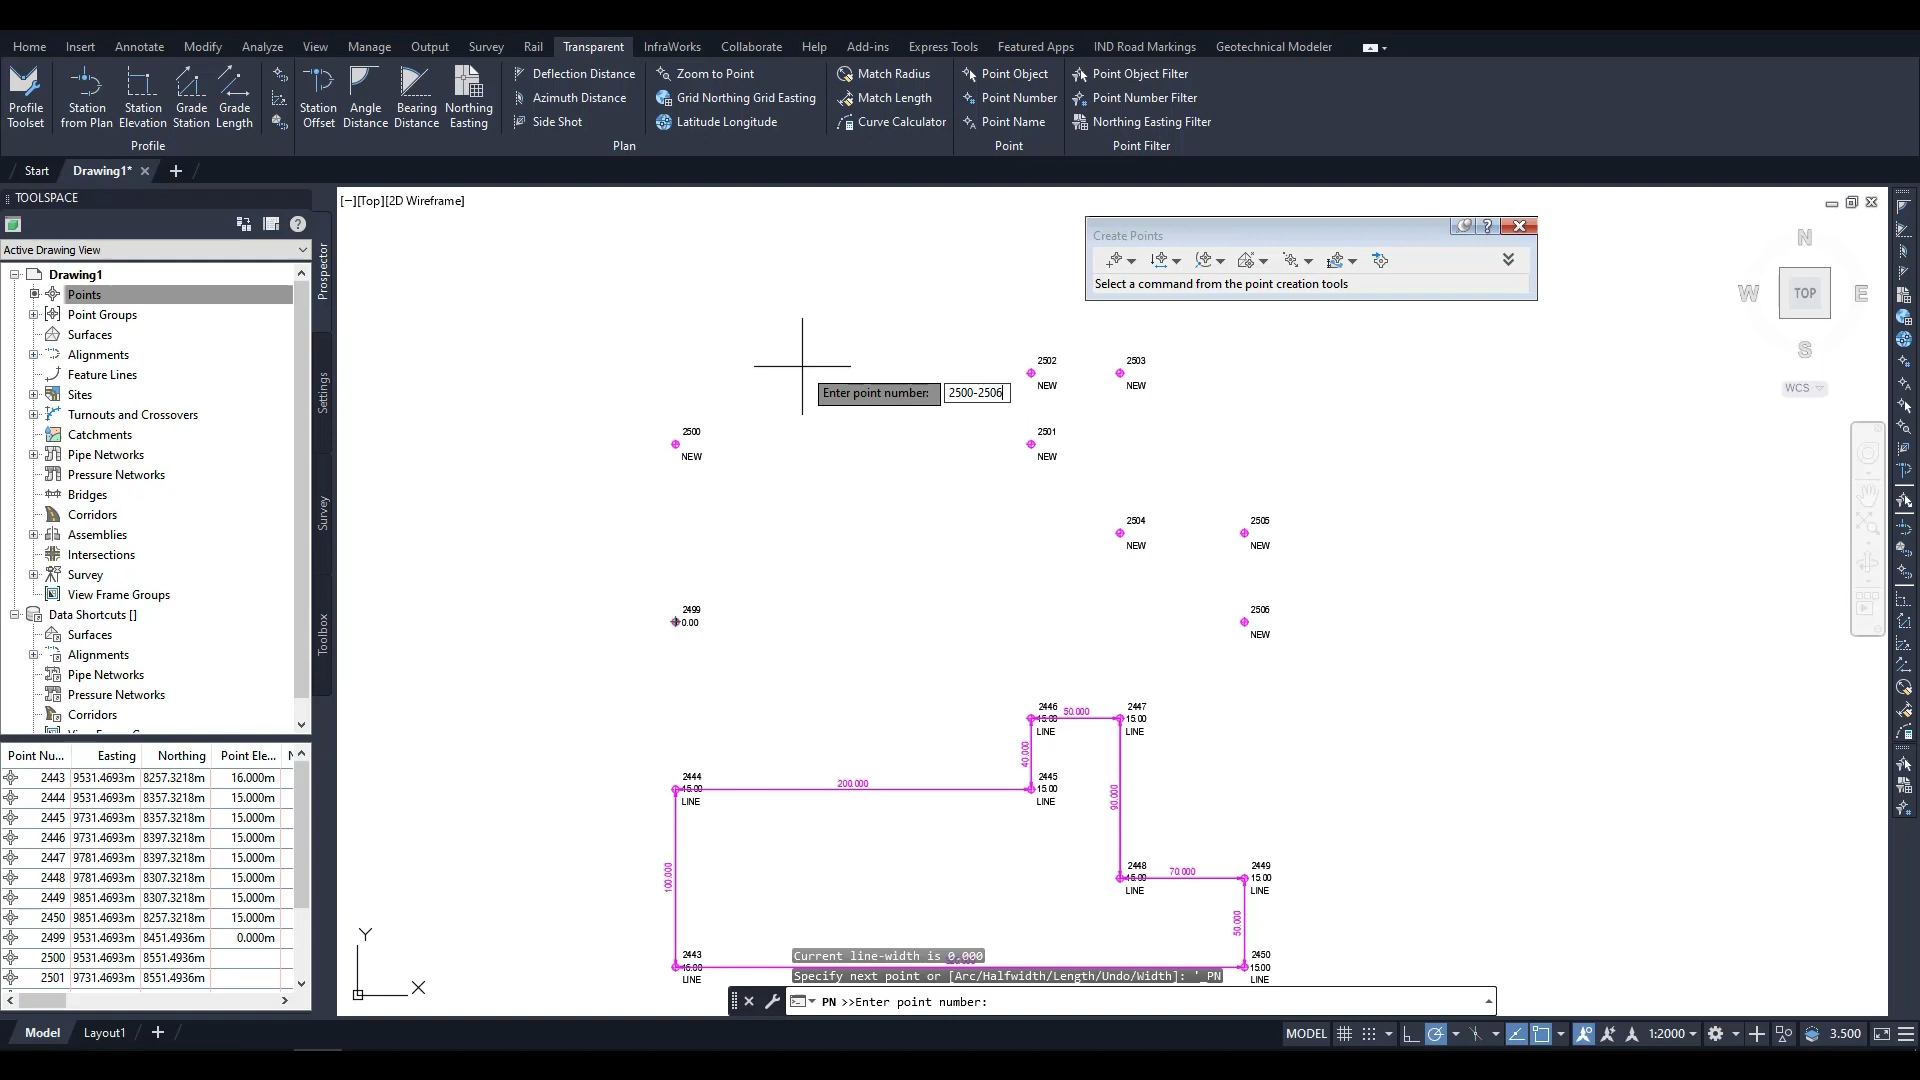 Home Insert Annotate Modify Analyze View Manage Output Survey Rail Transparent InfraWorks Collaborate Help Add-ins Express Tools Featured Apps IND Road Markings Geotechnical Modeler
Profile Toolset
Station from Plan
Station Elevation
Grade Station
Grade Length
Profile
Station Offset
Angle Distance
Bearing Distance
Northing Easting
Deflection Distance
Azimuth Distance
Side Shot
Zoom to Point
Grid Northing Grid Easting
Latitude Longitude
Match Radius
Match Length
Curve Calculator
Plan
Point Object
Point Number
Point Name
Point
Point Object Filter
Point Number Filter
Northing Easting Filter
Point Filter
Start
Drawing1*
TOOLSPACE
Active Drawing View
Drawing1
Points
Point Groups
Surfaces
Alignments
Feature Lines
Sites
Turnouts and Crossovers
Catchments
Pipe Networks
Pressure Networks
Bridges
Corridors
Assemblies
Intersections
Survey
View Frame Groups
Data Shortcuts []
Surfaces
Alignments
Pipe Networks
Pressure Networks
Corridors
Prospector
Settings
Survey
Toolbox
Point Nu... Easting Northing Point Ele...
2443 9531.4693m 8257.3218m 16.000m
2444 9531.4693m 8357.3218m 15.000m
2445 9731.4693m 8357.3218m 15.000m
2446 9731.4693m 8397.3218m 15.000m
2447 9781.4693m 8397.3218m 15.000m
2448 9781.4693m 8307.3218m 15.000m
2449 9851.4693m 8307.3218m 15.000m
2450 9851.4693m 8257.3218m 15.000m
2499 9531.4693m 8451.4936m 0.000m
2500 9531.4693m 8551.4936m
2501 9731.4693m 8551.4936m
[−][Top][2D Wireframe]
Create Points
Select a command from the point creation tools
N
W TOP E
S
WCS
Enter point number: 2500-2506
2502
NEW
2503
NEW
2500
NEW
2501
NEW
2504
NEW
2505
NEW
2499
0.00
2506
NEW
2446
15.00
LINE
50.000
2447
15.00
LINE
40.000
2444
15.00
LINE
200.000
2445
15.00
LINE
90.000
100.000
2448
15.00
LINE
70.000
2449
15.00
LINE
50.000
2443
16.00
LINE
2450
15.00
LINE
Y
X
Current line-width is 0.000
Specify next point or [Arc/Halfwidth/Length/Undo/Width]: '_PN
PN >>Enter point number:
Model
Layout1
MODEL
1:2000
3.500